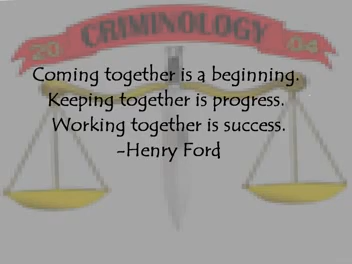 CRIMINOLOGY
20 04
Coming together is a beginning.
Keeping together is progress.
Working together is success.
-Henry Ford